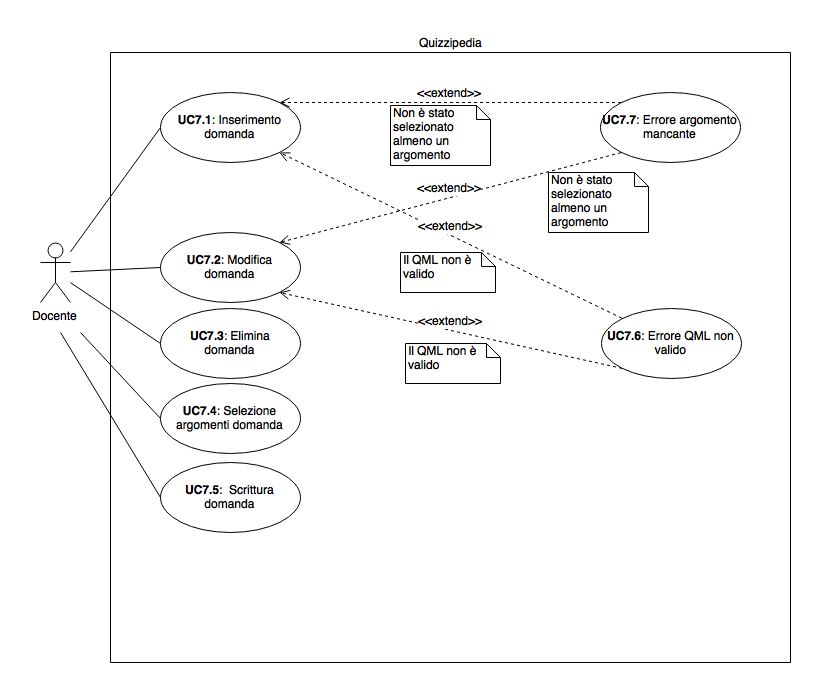 Quizzipedia
<<extend>>
UC7.1: Inserimento
domanda
Non è stato
selezionato
almeno un
argomento
UC7.7: Errore argomento
mancante
<<extend>>
Non è stato
selezionato
almeno un
argomento
<<extend>>
UC7.2: Modifica
domanda
Il QML non è
valido
Docente
<<extend>>
UC7.3: Elimina
domanda
Il QML non è
valido
UC7.6: Errore QML non
valido
UC7.4: Selezione
argomenti domanda
UC7.5: Scrittura
domanda